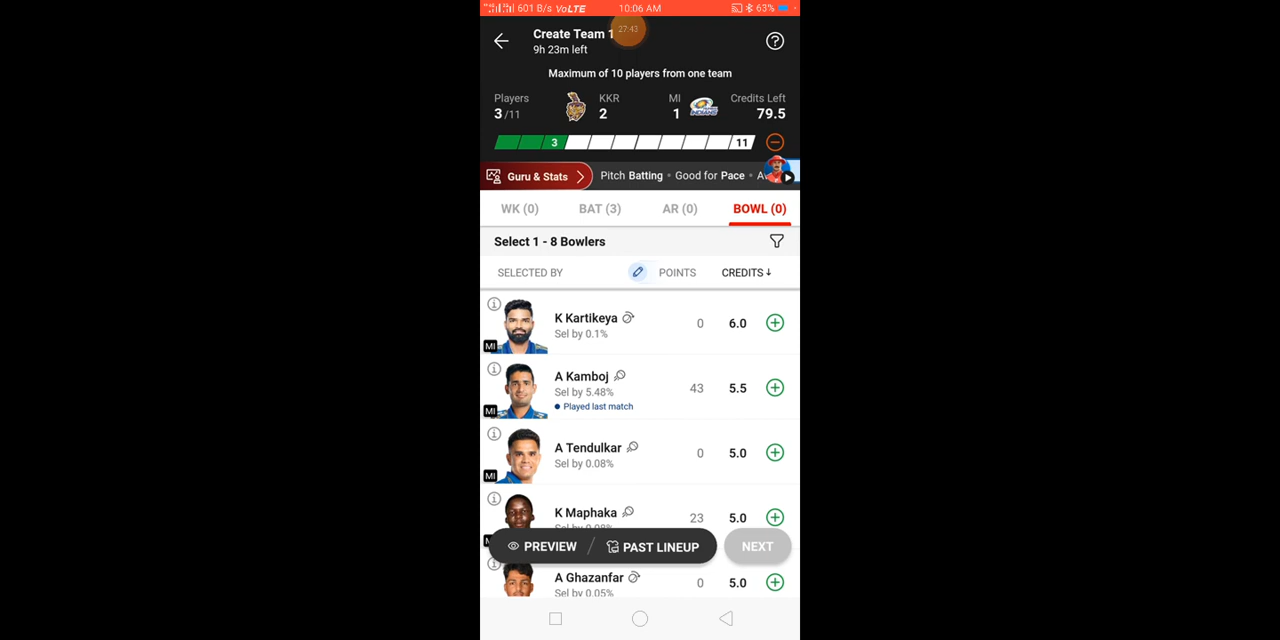 601 B/s VoLTE 10:06 AM 63%
27:43
Create Team 1
9h 23m left
Maximum of 10 players from one team
Players KKR MI Credits Left
3/11 2 1 79.5
3 11
Guru & Stats Pitch Batting • Good for Pace • A
WK (0) BAT (3) AR (0) BOWL (0)
Select 1 - 8 Bowlers
SELECTED BY POINTS CREDITS↓
K Kartikeya 0 6.0
Sel by 0.1%
MI
A Kamboj 43 5.5
Sel by 5.48%
Played last match
MI
A Tendulkar 0 5.0
Sel by 0.08%
MI
K Maphaka 23 5.0
PREVIEW / PAST LINEUP NEXT
A Ghazanfar 0 5.0
Sel by 0.05%